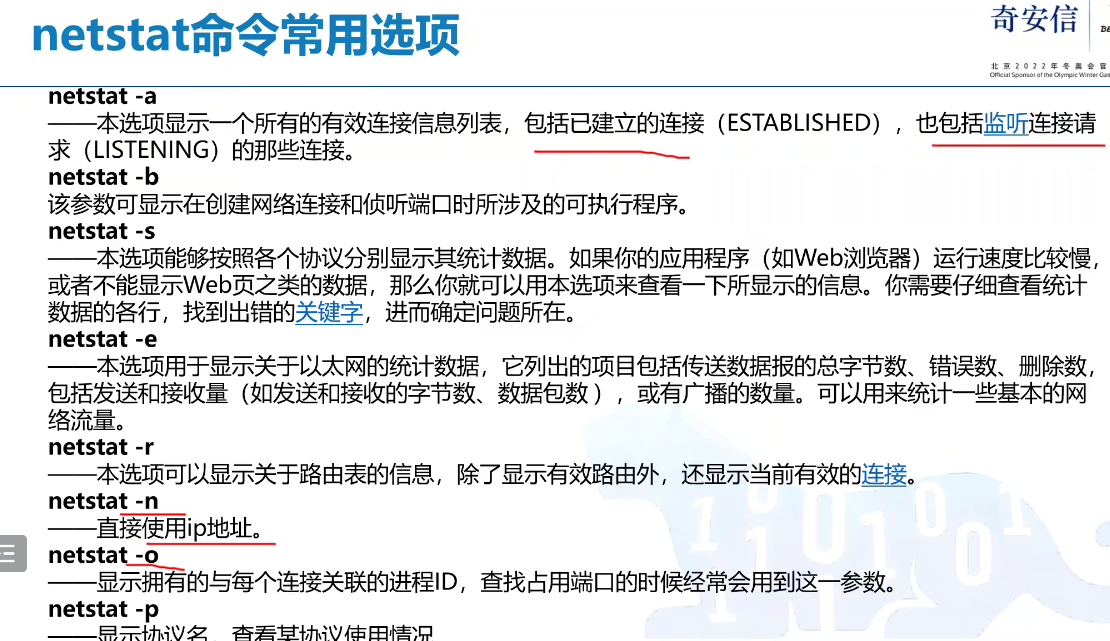 netstat命令常用选项
奇安信
北京2022年冬奥会官
Official Sponsor of the Olympic Winter Gam
netstat -a
——本选项显示一个所有的有效连接信息列表，包括已建立的连接（ESTABLISHED），也包括监听连接请
求（LISTENING）的那些连接。
netstat -b
该参数可显示在创建网络连接和侦听端口时所涉及的可执行程序。
netstat -s
——本选项能够按照各个协议分别显示其统计数据。如果你的应用程序（如Web浏览器）运行速度比较慢，
或者不能显示Web页之类的数据，那么你就可以用本选项来查看一下所显示的信息。你需要仔细查看统计
数据的各行，找到出错的关键字，进而确定问题所在。
netstat -e
——本选项用于显示关于以太网的统计数据，它列出的项目包括传送数据报的总字节数、错误数、删除数，
包括发送和接收量（如发送和接收的字节数、数据包数），或有广播的数量。可以用来统计一些基本的网
络流量。
netstat -r
——本选项可以显示关于路由表的信息，除了显示有效路由外，还显示当前有效的连接。
netstat -n
——直接使用ip地址。
netstat -o
——显示拥有的与每个连接关联的进程ID，查找占用端口的时候经常会用到这一参数。
netstat -p
——显示协议名，查看某协议使用情况